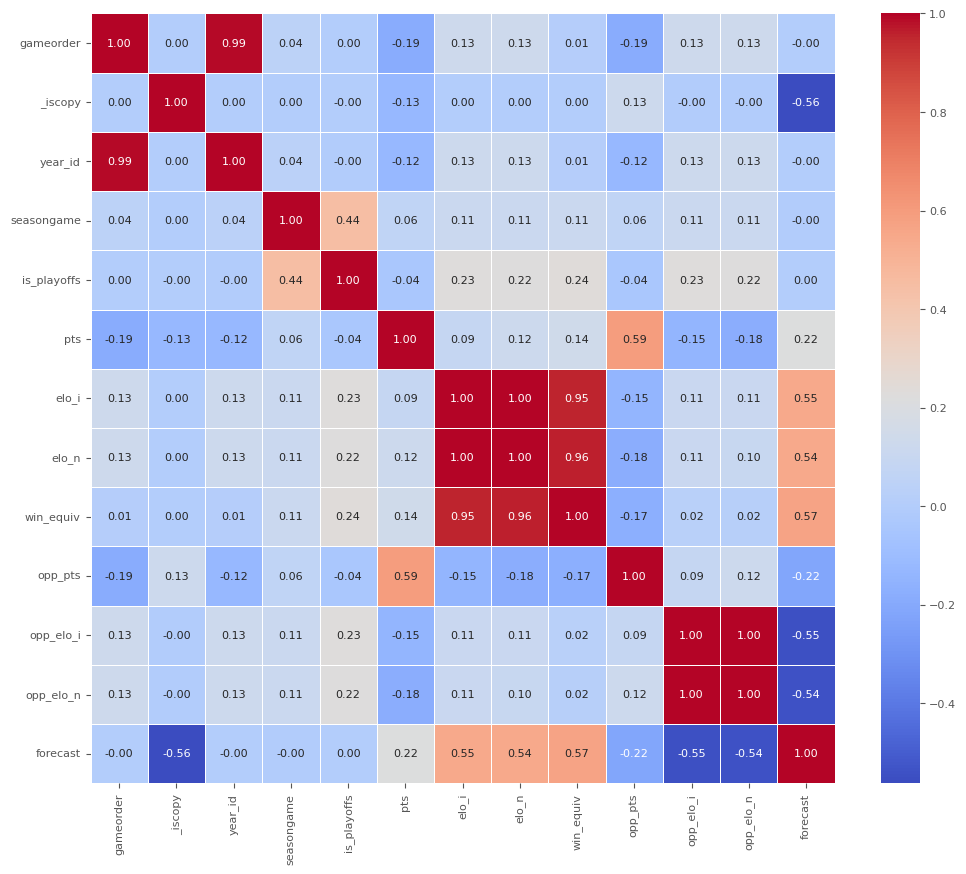 gameorder 1.00 0.00 0.99 0.04 0.00 -0.19 0.13 0.13 0.01 -0.19 0.13 0.13 -0.00
_iscopy 0.00 1.00 0.00 0.00 -0.00 -0.13 0.00 0.00 0.00 0.13 -0.00 -0.00 -0.56
year_id 0.99 0.00 1.00 0.04 -0.00 -0.12 0.13 0.13 0.01 -0.12 0.13 0.13 -0.00
seasongame 0.04 0.00 0.04 1.00 0.44 0.06 0.11 0.11 0.11 0.06 0.11 0.11 -0.00
is_playoffs 0.00 -0.00 -0.00 0.44 1.00 -0.04 0.23 0.22 0.24 -0.04 0.23 0.22 0.00
pts -0.19 -0.13 -0.12 0.06 -0.04 1.00 0.09 0.12 0.14 0.59 -0.15 -0.18 0.22
elo_i 0.13 0.00 0.13 0.11 0.23 0.09 1.00 1.00 0.95 -0.15 0.11 0.11 0.55
elo_n 0.13 0.00 0.13 0.11 0.22 0.12 1.00 1.00 0.96 -0.18 0.11 0.10 0.54
win_equiv 0.01 0.00 0.01 0.11 0.24 0.14 0.95 0.96 1.00 -0.17 0.02 0.02 0.57
opp_pts -0.19 0.13 -0.12 0.06 -0.04 0.59 -0.15 -0.18 -0.17 1.00 0.09 0.12 -0.22
opp_elo_i 0.13 -0.00 0.13 0.11 0.23 -0.15 0.11 0.11 0.02 0.09 1.00 1.00 -0.55
opp_elo_n 0.13 -0.00 0.13 0.11 0.22 -0.18 0.11 0.10 0.02 0.12 1.00 1.00 -0.54
forecast -0.00 -0.56 -0.00 -0.00 0.00 0.22 0.55 0.54 0.57 -0.22 -0.55 -0.54 1.00
gameorder _iscopy year_id seasongame is_playoffs pts elo_i elo_n win_equiv opp_pts opp_elo_i opp_elo_n forecast
1.0
0.8
0.6
0.4
0.2
0.0
−0.2
−0.4